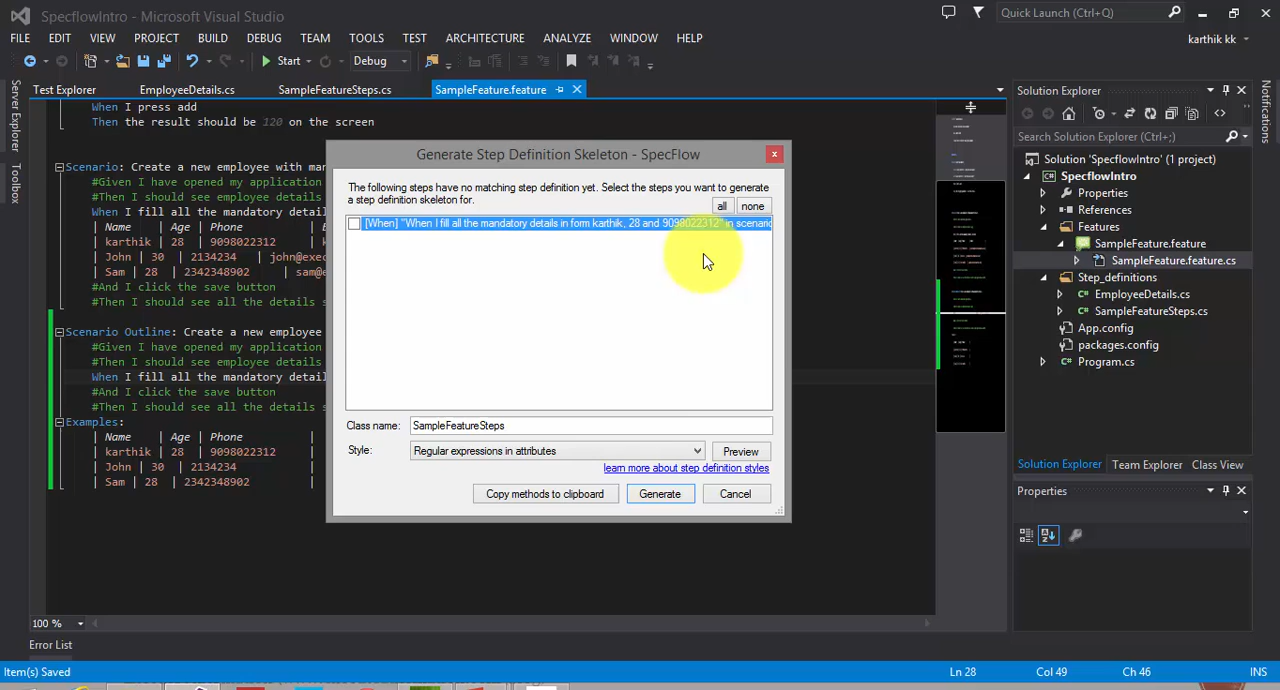 SpecflowIntro - Microsoft Visual Studio
Quick Launch (Ctrl+Q)
FILE EDIT VIEW PROJECT BUILD DEBUG TEAM TOOLS TEST ARCHITECTURE ANALYZE WINDOW HELP
karthik kk
Start
Debug
Server Explorer
Toolbox
Notifications
Test Explorer
EmployeeDetails.cs
SampleFeatureSteps.cs
SampleFeature.feature
When I press add
Then the result should be 120 on the screen
Scenario: Create a new employee with man
#Given I have opened my application
#Then I should see employee details
When I fill all the mandatory details
| Name | Age | Phone
| karthik | 28 | 9098022312 |
| John | 30 | 2134234 | john@exec
| Sam | 28 | 2342348902 | sam@e
#And I click the save button
#Then I should see all the details s
Scenario Outline: Create a new employee
#Given I have opened my application
#Then I should see employee details
When I fill all the mandatory detail
#And I click the save button
#Then I should see all the details s
Examples:
| Name | Age | Phone |
| karthik | 28 | 9098022312 |
| John | 30 | 2134234 |
| Sam | 28 | 2342348902 |
Generate Step Definition Skeleton - SpecFlow
The following steps have no matching step definition yet. Select the steps you want to generate
a step definition skeleton for.
all
none
[When] "When I fill all the mandatory details in form karthik, 28 and 9098022312" in scenario
Class name: SampleFeatureSteps
Style: Regular expressions in attributes
Preview
learn more about step definition styles
Copy methods to clipboard
Generate
Cancel
Solution Explorer
Search Solution Explorer (Ctrl+;)
Solution 'SpecflowIntro' (1 project)
SpecflowIntro
Properties
References
Features
SampleFeature.feature
SampleFeature.feature.cs
Step_definitions
EmployeeDetails.cs
SampleFeatureSteps.cs
App.config
packages.config
Program.cs
Solution Explorer Team Explorer Class View
Properties
100 %
Error List
Item(s) Saved
Ln 28
Col 49
Ch 46
INS